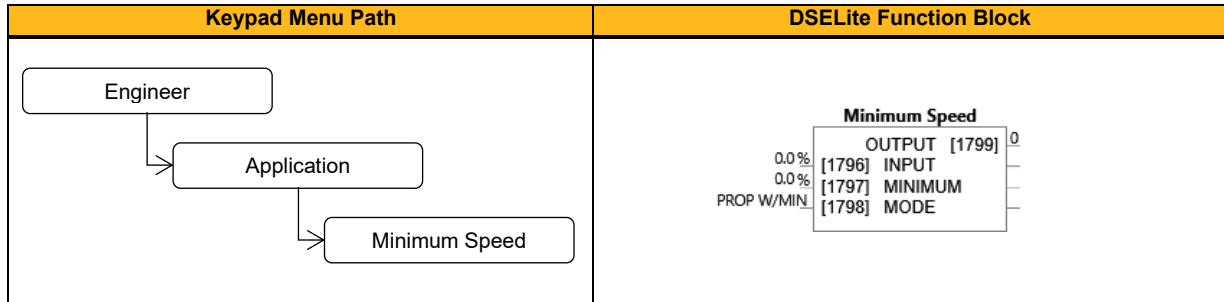 Keypad Menu Path
DSELite Function Block
Engineer
Application
Minimum Speed
Minimum Speed
OUTPUT [1799] 0
0.0 % [1796] INPUT
0.0 % [1797] MINIMUM
PROP W/MIN [1798] MODE